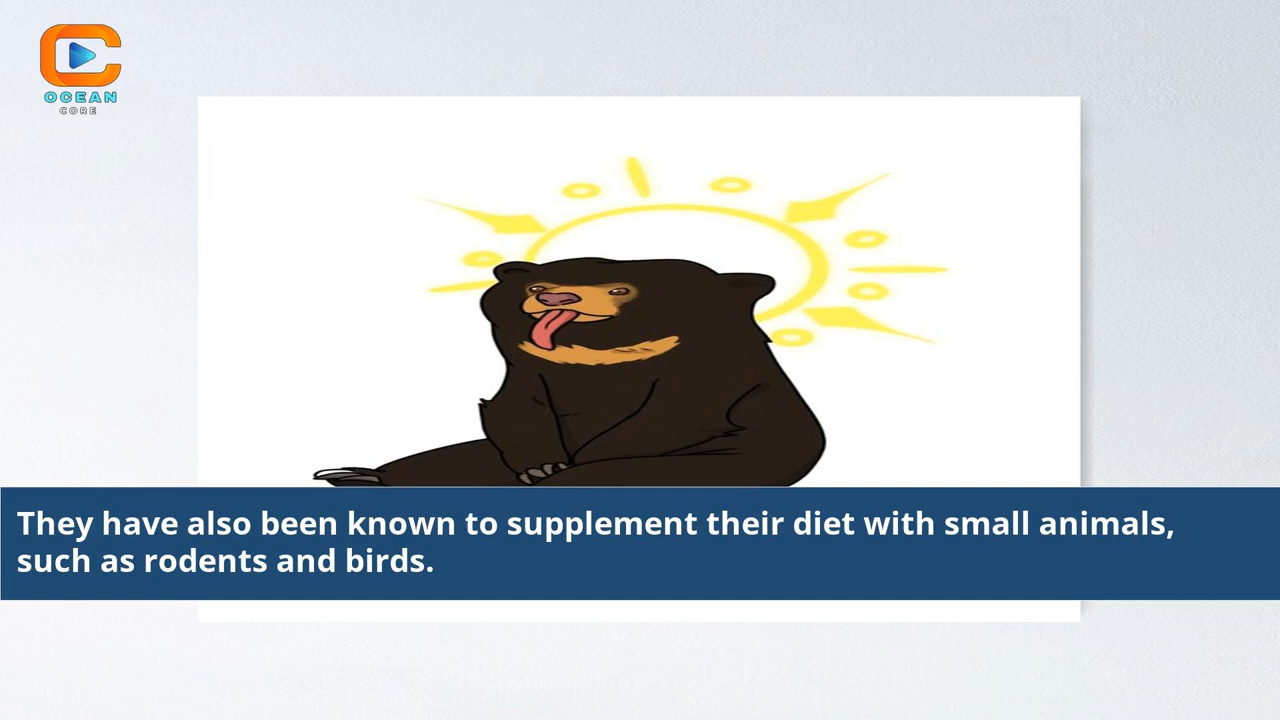 OCEAN
CORE
They have also been known to supplement their diet with small animals,
such as rodents and birds.